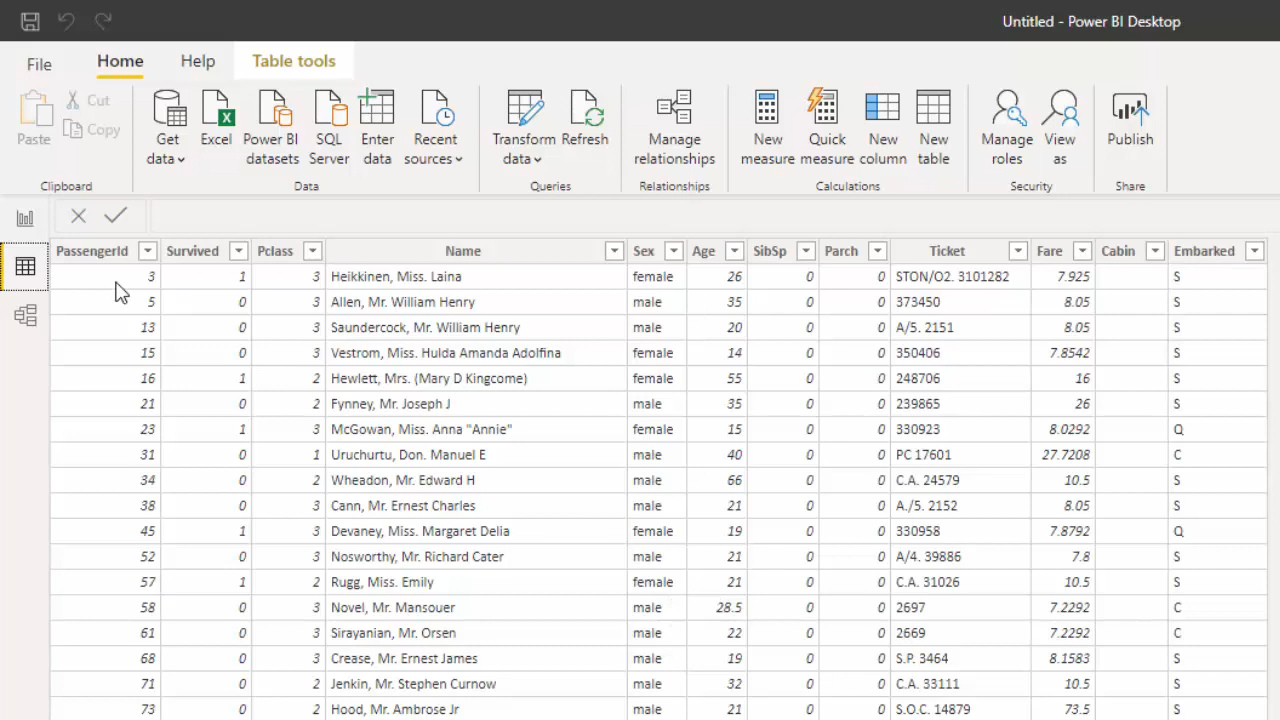 Untitled - Power BI Desktop
File Home Help Table tools
Paste Cut Copy Get data Excel Power BI datasets SQL Server Enter data Recent sources Transform data Refresh Manage relationships New measure Quick measure New column New table Manage roles View as Publish
Clipboard Data Queries Relationships Calculations Security Share
PassengerId Survived Pclass Name Sex Age SibSp Parch Ticket Fare Cabin Embarked
3 1 3 Heikkinen, Miss. Laina female 26 0 0 STON/O2. 3101282 7.925 S
5 0 3 Allen, Mr. William Henry male 35 0 0 373450 8.05 S
13 0 3 Saundercock, Mr. William Henry male 20 0 0 A/5. 2151 8.05 S
15 0 3 Vestrom, Miss. Hulda Amanda Adolfina female 14 0 0 350406 7.8542 S
16 1 2 Hewlett, Mrs. (Mary D Kingcome) female 55 0 0 248706 16 S
21 0 2 Fynney, Mr. Joseph J male 35 0 0 239865 26 S
23 1 3 McGowan, Miss. Anna "Annie" female 15 0 0 330923 8.0292 Q
31 0 1 Uruchurtu, Don. Manuel E male 40 0 0 PC 17601 27.7208 C
34 0 2 Wheadon, Mr. Edward H male 66 0 0 C.A. 24579 10.5 S
38 0 3 Cann, Mr. Ernest Charles male 21 0 0 A./5. 2152 8.05 S
45 1 3 Devaney, Miss. Margaret Delia female 19 0 0 330958 7.8792 Q
52 0 3 Nosworthy, Mr. Richard Cater male 21 0 0 A/4. 39886 7.8 S
57 1 2 Rugg, Miss. Emily female 21 0 0 C.A. 31026 10.5 S
58 0 3 Novel, Mr. Mansouer male 28.5 0 0 2697 7.2292 C
61 0 3 Sirayanian, Mr. Orsen male 22 0 0 2669 7.2292 C
68 0 3 Crease, Mr. Ernest James male 19 0 0 S.P. 3464 8.1583 S
71 0 2 Jenkin, Mr. Stephen Curnow male 32 0 0 C.A. 33111 10.5 S
73 0 2 Hood, Mr. Ambrose Jr male 21 0 0 S.O.C. 14879 73.5 S